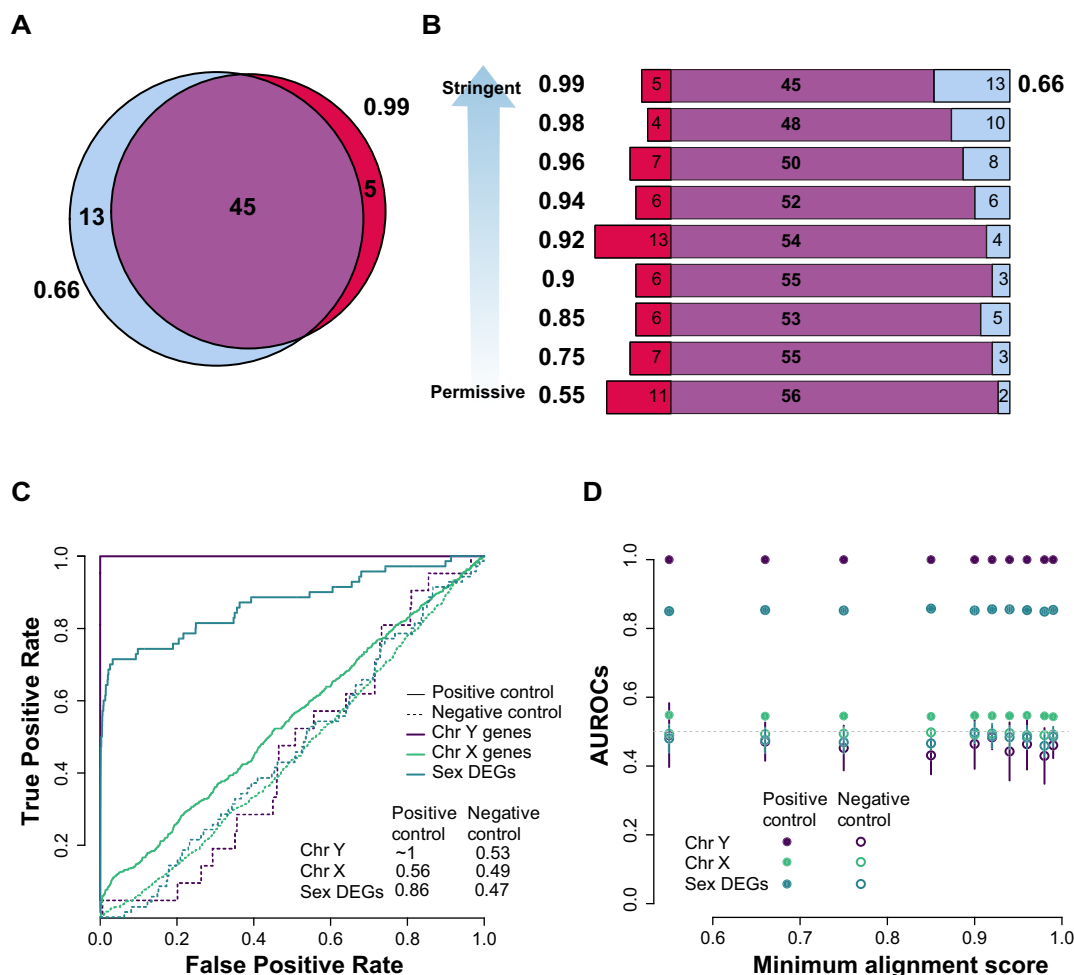 A
13
45
5
0.99
0.66
B
Stringent
Permissive
0.99 5 45 13 0.66
0.98 4 48 10
0.96 7 50 8
0.94 6 52 6
0.92 13 54 4
0.9 6 55 3
0.85 6 53 5
0.75 7 55 3
0.55 11 56 2
C
True Positive Rate
1.0
0.8
0.6
0.4
0.2
Positive control
Negative control
Chr Y genes
Chr X genes
Sex DEGs
Positive control Negative control
Chr Y ~1 0.53
Chr X 0.56 0.49
Sex DEGs 0.86 0.47
0.0 0.2 0.4 0.6 0.8 1.0
False Positive Rate
D
AUROCs
1.0
0.8
0.6
0.4
0.2
0.0
Positive control Negative control
Chr Y
Chr X
Sex DEGs
0.6 0.7 0.8 0.9 1.0
Minimum alignment score